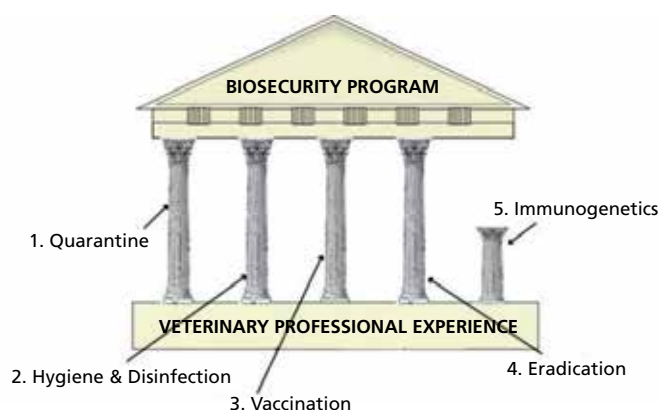 BIOSECURITY PROGRAM
5. Immunogenetics
1. Quarantine
VETERINARY PROFESSIONAL EXPERIENCE
4. Eradication
2. Hygiene & Disinfection
3. Vaccination